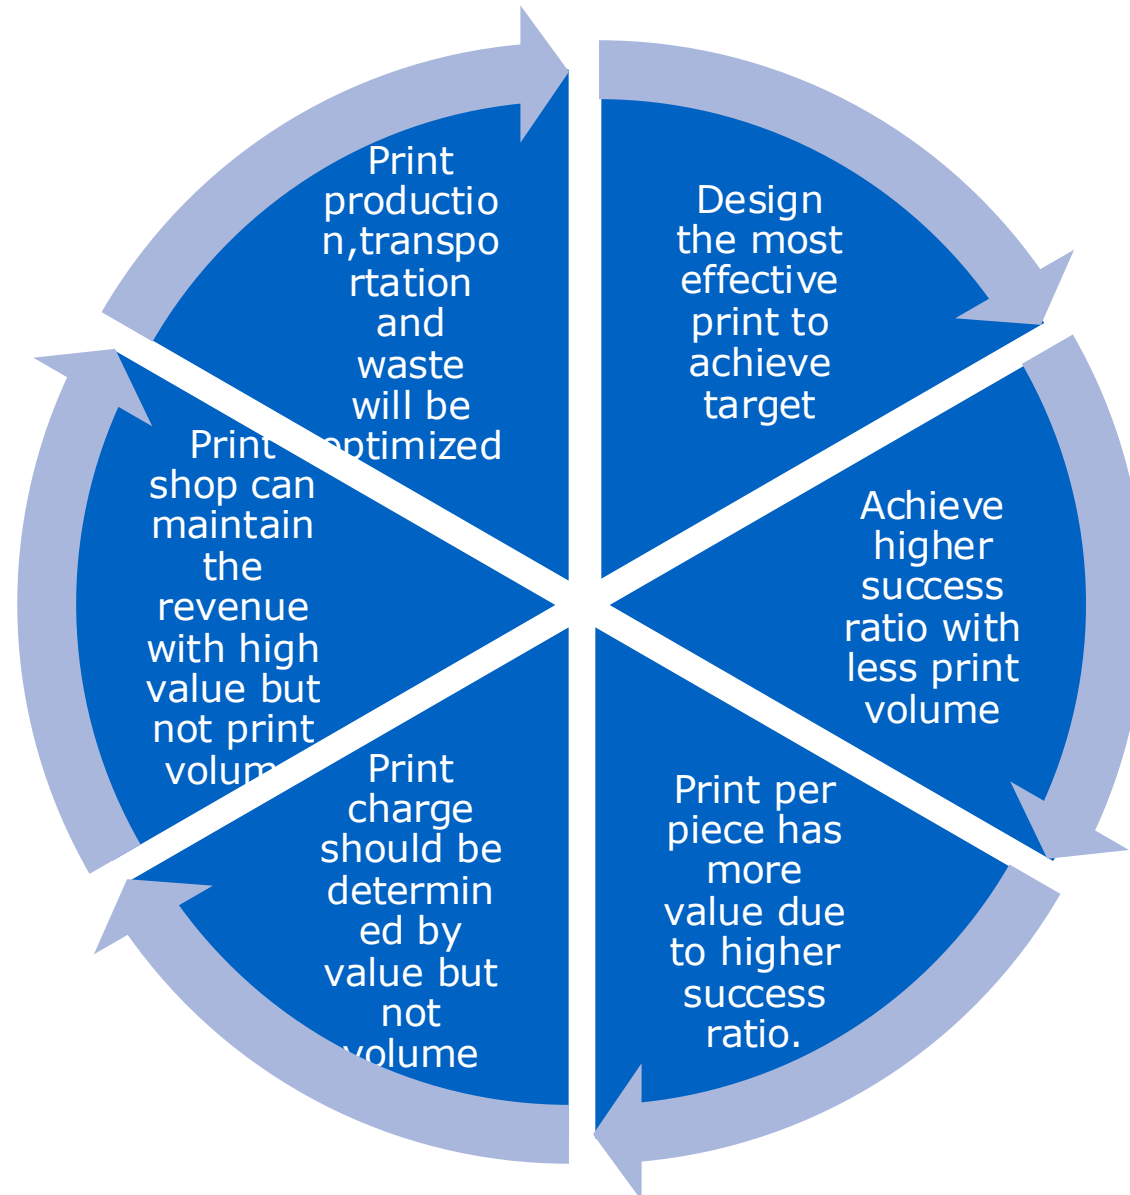 Design
the most
effective
print to
achieve
target
Achieve
higher
success
ratio with
less print
volume
Print per
piece has
more
value due
to higher
success
ratio.
Print
charge
should be
determin
ed by
value but
not
volume
Print
shop can
maintain
the
revenue
with high
value but
not print
volum
Print
productio
n,transpo
rtation
and
waste
will be
optimized